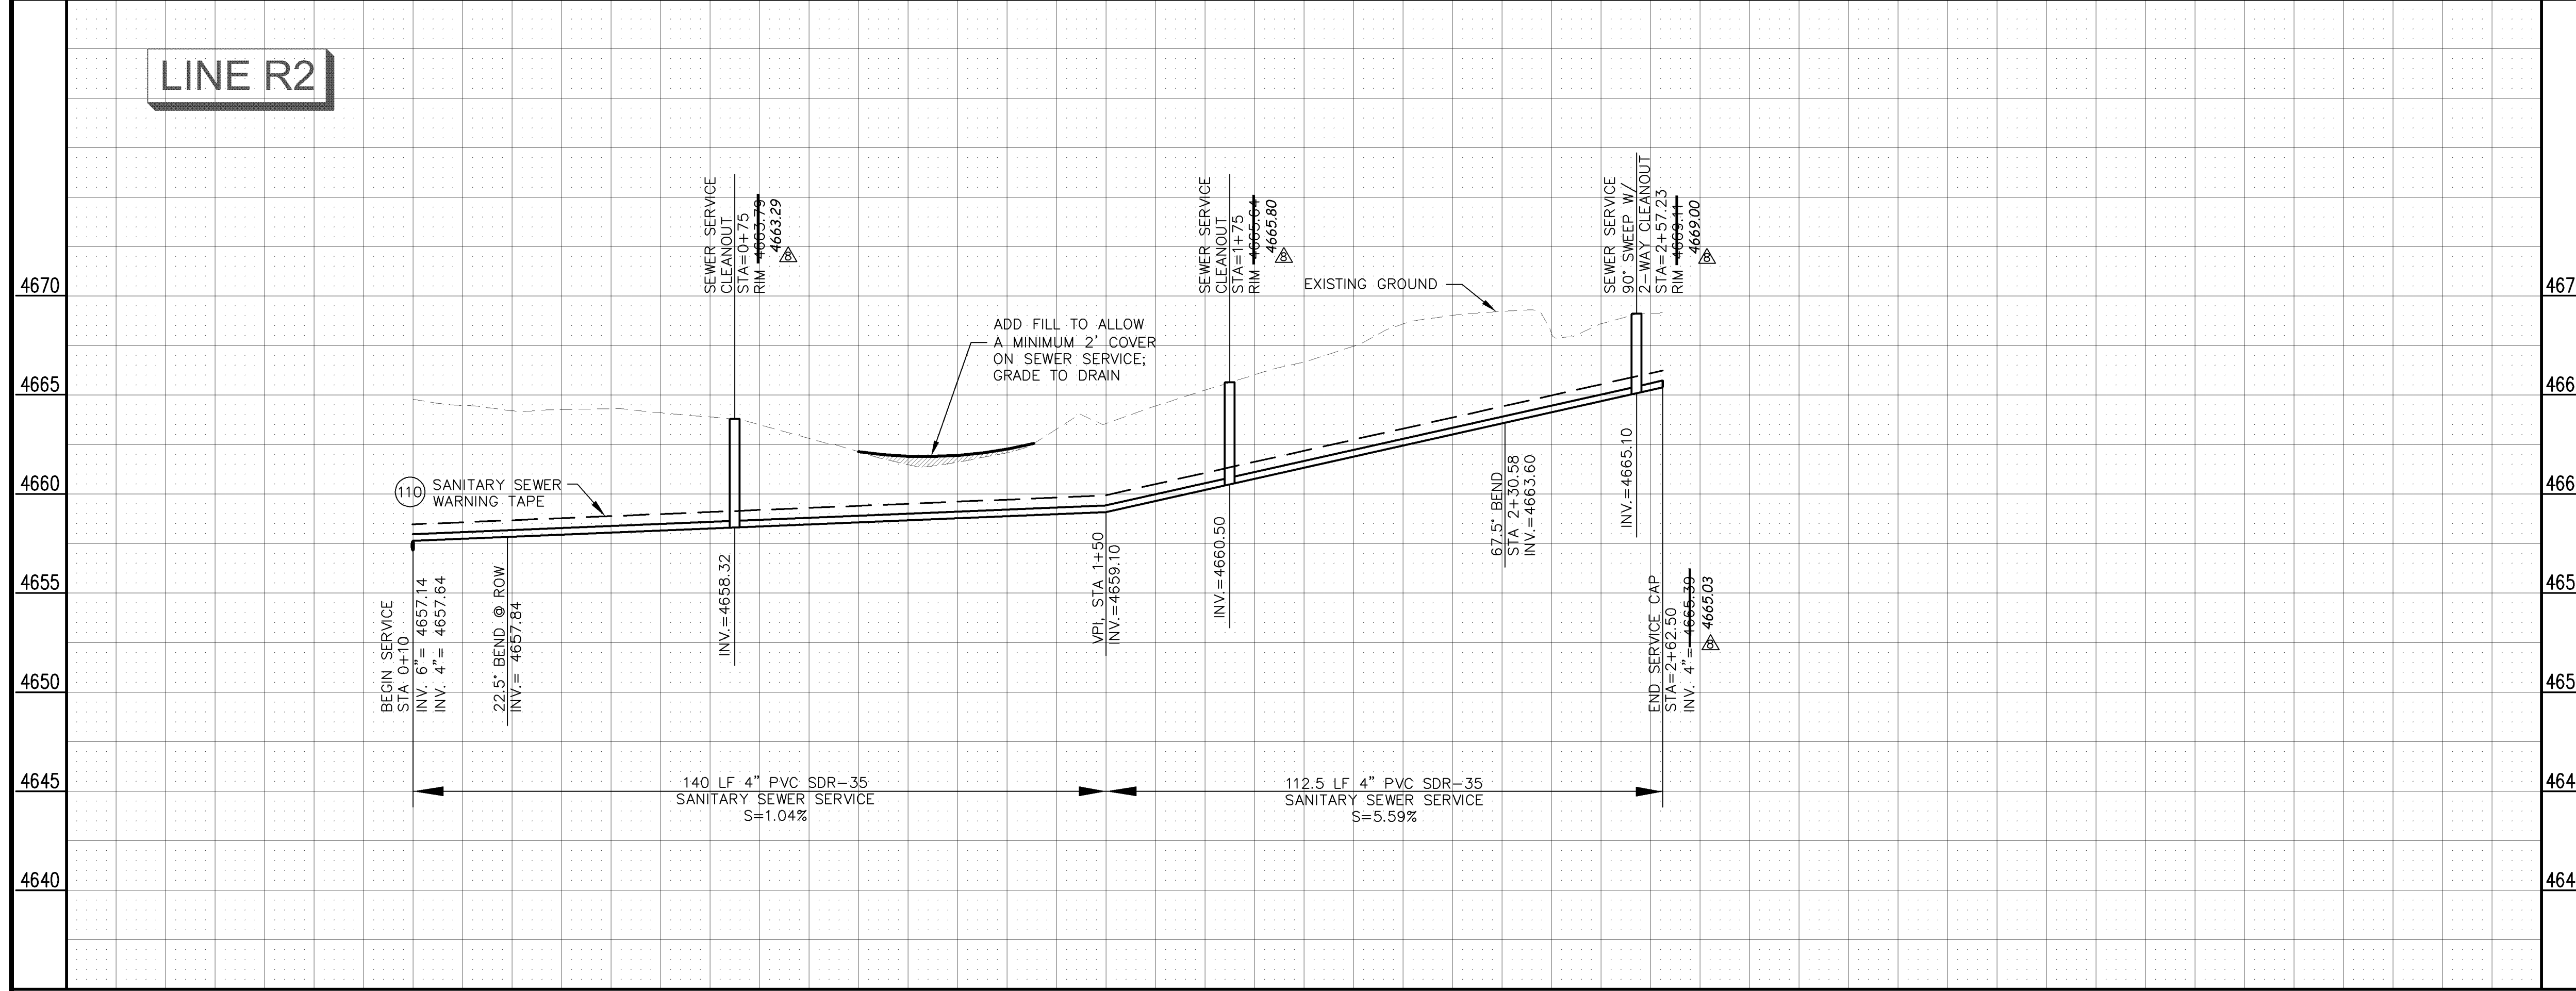 LINE R2
SEWER SERVICE
CLEANOUT
STA=0+75
RIM 4663.79
4663.29
8
SEWER SERVICE
CLEANOUT
STA=1+75
RIM 4665.64
4665.80
8
SEWER SERVICE
90° SWEEP W/
2-WAY CLEANOUT
STA=2+57.23
RIM 4669.11
4669.00
8
EXISTING GROUND
ADD FILL TO ALLOW
A MINIMUM 2' COVER
ON SEWER SERVICE;
GRADE TO DRAIN
110
SANITARY SEWER
WARNING TAPE
BEGIN SERVICE
STA 0+10
INV. 6"= 4657.14
INV. 4"= 4657.64
22.5° BEND @ ROW
INV.= 4657.84
INV.=4658.32
VPI, STA 1+50
INV.=4659.10
INV.=4660.50
67.5° BEND
STA 2+30.58
INV.=4663.60
INV.=4665.10
END SERVICE CAP
STA=2+62.50
INV. 4"=4665.39
4665.03
8
140 LF 4" PVC SDR-35
SANITARY SEWER SERVICE
S=1.04%
112.5 LF 4" PVC SDR-35
SANITARY SEWER SERVICE
S=5.59%
4670
4665
4660
4655
4650
4645
4640
467
466
466
465
465
464
464